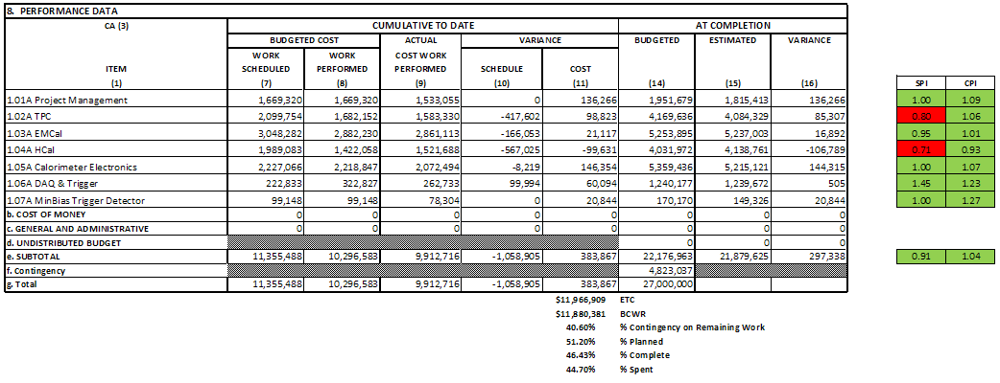 8. PERFORMANCE DATA
CA (3) CUMULATIVE TO DATE AT COMPLETION
BUDGETED COST ACTUAL VARIANCE BUDGETED ESTIMATED VARIANCE
WORK WORK COST WORK
ITEM SCHEDULED PERFORMED PERFORMED SCHEDULE COST
(1) (7) (8) (9) (10) (11) (14) (15) (16) SPI CPI
1.01A Project Management 1,669,320 1,669,320 1,533,055 0 136,266 1,951,679 1,815,413 136,266 1.00 1.09
1.02A TPC 2,099,754 1,682,152 1,583,330 -417,602 98,823 4,169,636 4,084,329 85,307 0.80 1.06
1.03A EMCal 3,048,282 2,882,230 2,861,113 -166,053 21,117 5,253,895 5,237,003 16,892 0.95 1.01
1.04A HCal 1,989,083 1,422,058 1,521,688 -567,025 -99,631 4,031,972 4,138,761 -106,789 0.71 0.93
1.05A Calorimeter Electronics 2,227,066 2,218,847 2,072,494 -8,219 146,354 5,359,436 5,215,121 144,315 1.00 1.07
1.06A DAQ & Trigger 222,833 322,827 262,733 99,994 60,094 1,240,177 1,239,672 505 1.45 1.23
1.07A MinBias Trigger Detector 99,148 99,148 78,304 0 20,844 170,170 149,326 20,844 1.00 1.27
b. COST OF MONEY 0 0 0 0 0 0 0 0
c. GENERAL AND ADMINISTRATIVE 0 0 0 0 0 0 0 0
d. UNDISTRIBUTED BUDGET 0 0 0
e. SUBTOTAL 11,355,488 10,296,583 9,912,716 -1,058,905 383,867 22,176,963 21,879,625 297,338 0.91 1.04
f. Contingency 4,823,037
g. Total 11,355,488 10,296,583 9,912,716 -1,058,905 383,867 27,000,000
$11,966,909 ETC
$11,880,381 BCWR
40.60% % Contingency on Remaining Work
51.20% % Planned
46.43% % Complete
44.70% % Spent